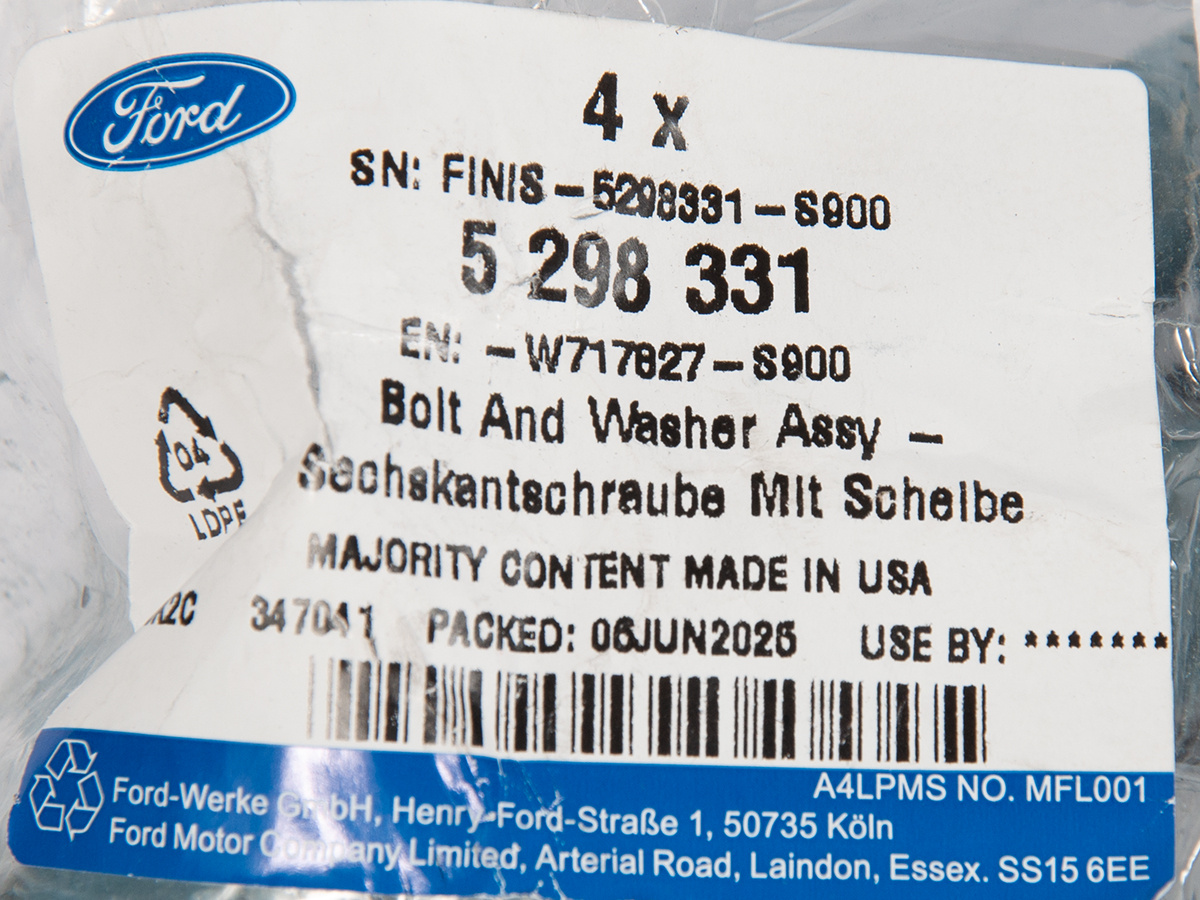 Ford
4 x
SN: FINIS-5298331-S900
5 298 331
EN: -W717827-S900
Bolt And Washer Assy -
Sechskantschraube Mit Scheibe
04
LDPE
MAJORITY CONTENT MADE IN USA
347041 PACKED: USE BY: *******
A4LPMS NO. MFL001
Ford-Werke GmbH, Henry-Ford-Straße 1, 50735 Köln
Ford Motor Company Limited, Arterial Road, Laindon, Essex. SS15 6EE